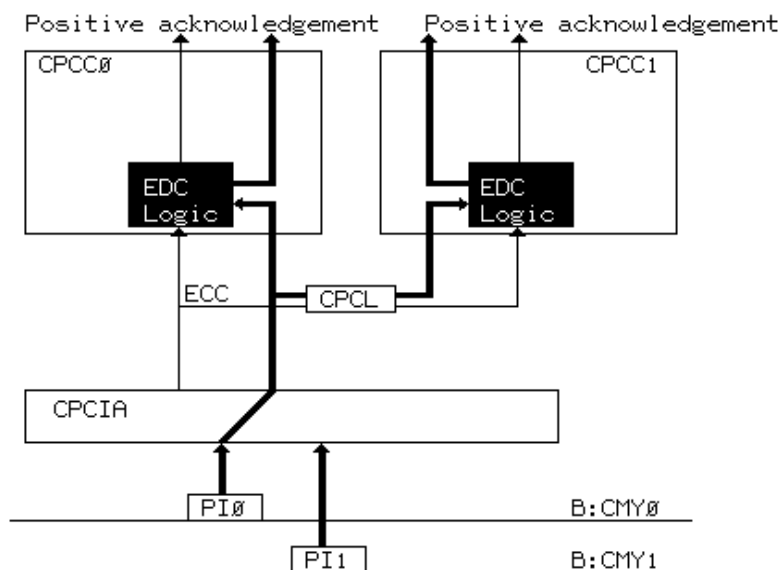 Positive acknowledgement Positive acknowledgement
CPCCØ CPCC1
EDC EDC
Logic Logic
ECC CPCL
CPCIA
PIØ B:CMYØ
PI1 B:CMY1